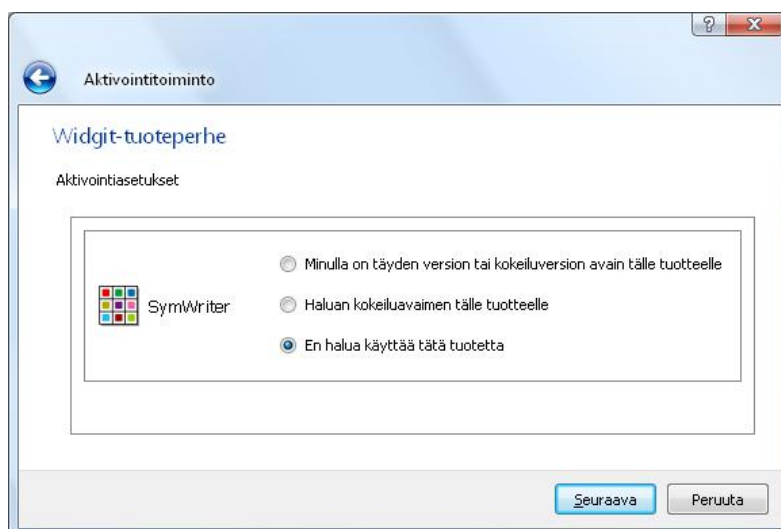 Aktivointitoiminto
Widgit-tuoteperhe
Aktivointiasetukset
Minulla on täyden version tai kokeiluversion avain tälle tuotteelle
SymWriter
Haluan kokeiluavaimen tälle tuotteelle
En halua käyttää tätä tuotetta
Seuraava
Peruuta